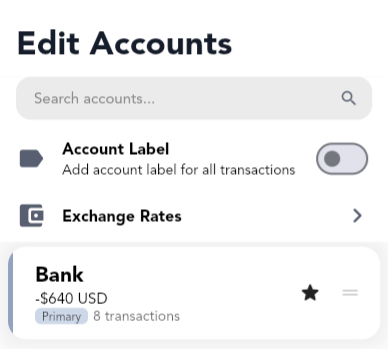 Edit Accounts
Search accounts...
Account Label
Add account label for all transactions
Exchange Rates
Bank
-$640 USD
Primary 8 transactions